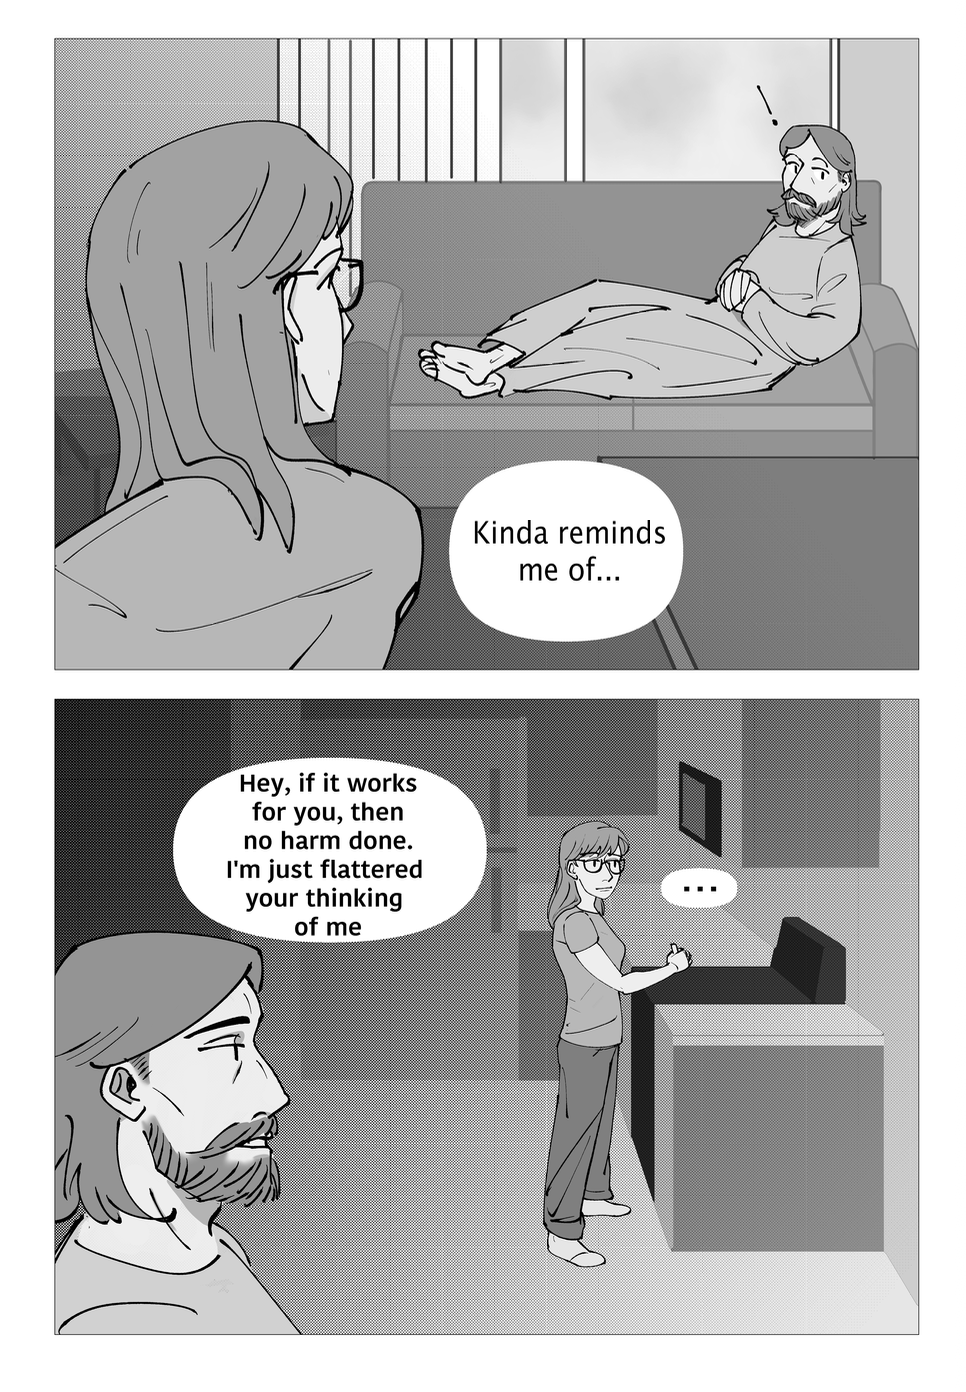 Kinda reminds
me of...
Hey, if it works
for you, then
no harm done.
I'm just flattered
your thinking
of me
...